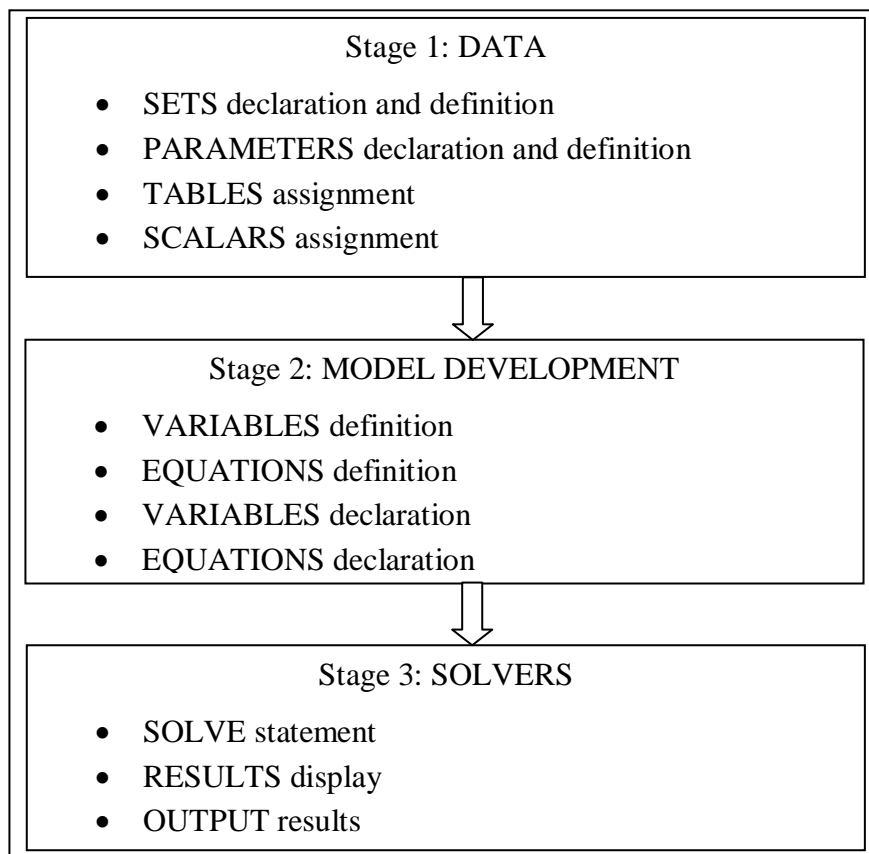 Stage 1: DATA
• SETS declaration and definition
• PARAMETERS declaration and definition
• TABLES assignment
• SCALARS assignment
Stage 2: MODEL DEVELOPMENT
• VARIABLES definition
• EQUATIONS definition
• VARIABLES declaration
• EQUATIONS declaration
Stage 3: SOLVERS
• SOLVE statement
• RESULTS display
• OUTPUT results